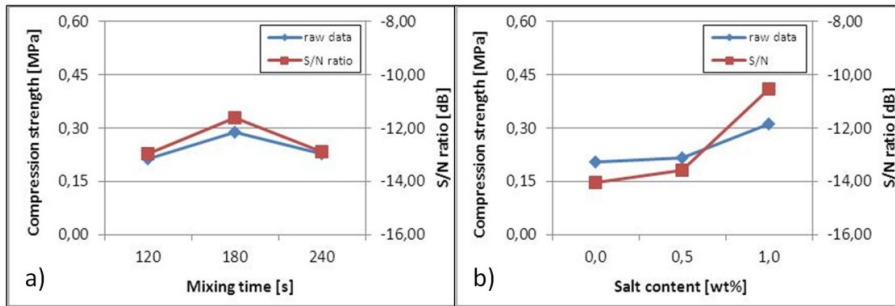 0,60
0,45
0,30
0,15
0,00
Compression strength [MPa]
raw data
S/N ratio
-8,00
-10,00
-12,00
-14,00
-16,00
S/N ratio [dB]
120 180 240
Mixing time [s]
a)
0,60
0,45
0,30
0,15
0,00
Compression strength [MPa]
raw data
S/N
-8,00
-10,00
-12,00
-14,00
-16,00
S/N ratio [dB]
0,0 0,5 1,0
Salt content [wt%]
b)